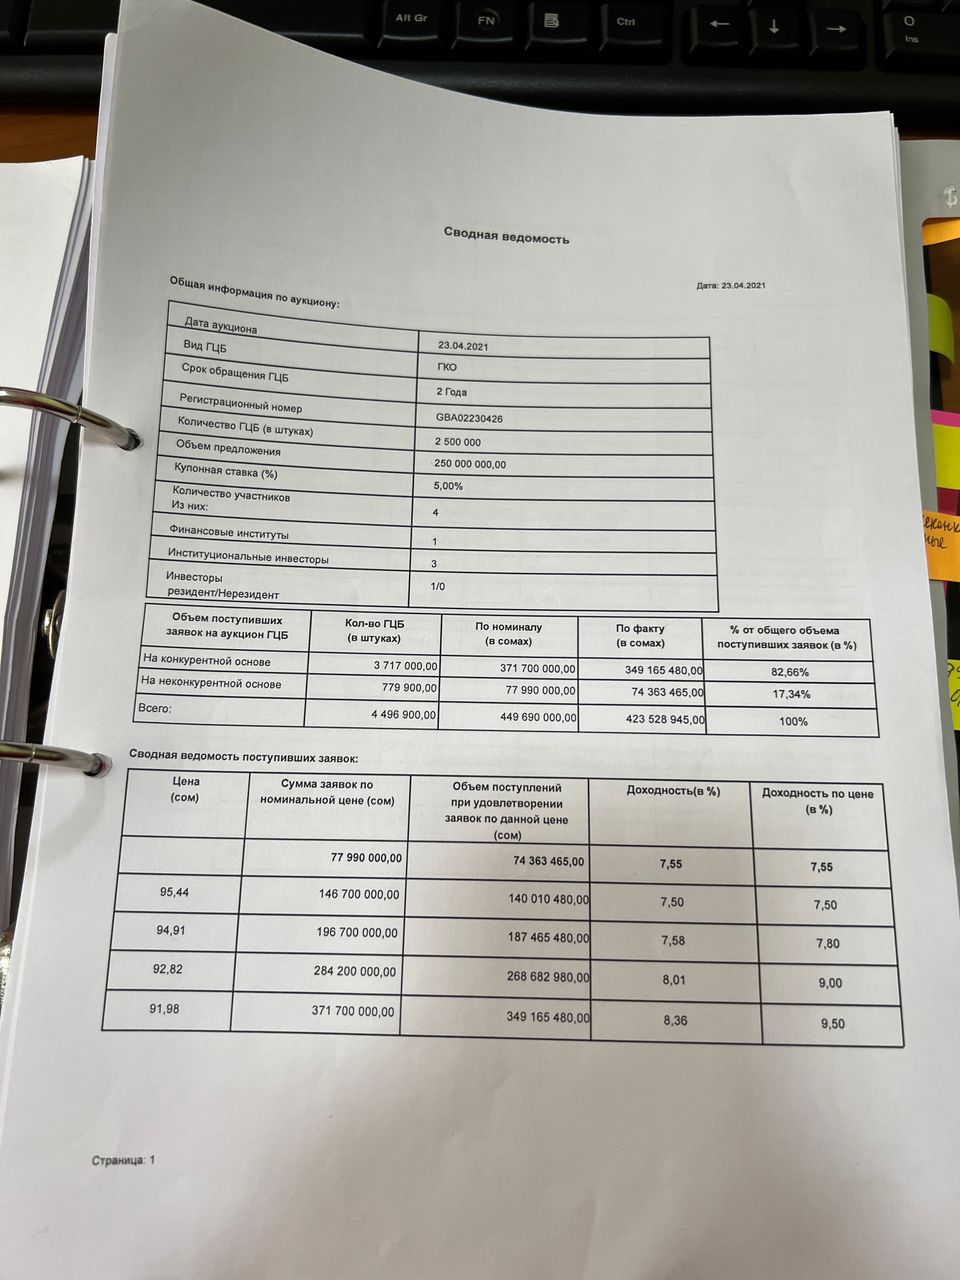 Alt Gr
FN
Ctrl
←
↓
→
O
Ins
Сводная ведомость
Дата: 23.04.2021
Общая информация по аукциону:
Дата аукциона 23.04.2021
Вид ГЦБ ГКО
Срок обращения ГЦБ 2 Года
Регистрационный номер GBA02230426
Количество ГЦБ (в штуках) 2 500 000
Объем предложения 250 000 000,00
Купонная ставка (%) 5,00%
Количество участников 4
Из них:
Финансовые институты 1
Институциональные инвесторы 3
Инвесторы 1/0
резидент/Нерезидент
Объем поступивших Кол-во ГЦБ По номиналу По факту % от общего объема
заявок на аукцион ГЦБ (в штуках) (в сомах) (в сомах) поступивших заявок (в %)
На конкурентной основе 3 717 000,00 371 700 000,00 349 165 480,00 82,66%
На неконкурентной основе 779 900,00 77 990 000,00 74 363 465,00 17,34%
Всего: 4 496 900,00 449 690 000,00 423 528 945,00 100%
Сводная ведомость поступивших заявок:
Цена Сумма заявок по Объем поступлений Доходность(в %) Доходность по цене
(сом) номинальной цене (сом) при удовлетворении (в %)
заявок по данной цене
(сом)
77 990 000,00 74 363 465,00 7,55 7,55
95,44 146 700 000,00 140 010 480,00 7,50 7,50
94,91 196 700 000,00 187 465 480,00 7,58 7,80
92,82 284 200 000,00 268 682 980,00 8,01 9,00
91,98 371 700 000,00 349 165 480,00 8,36 9,50
Страница: 1